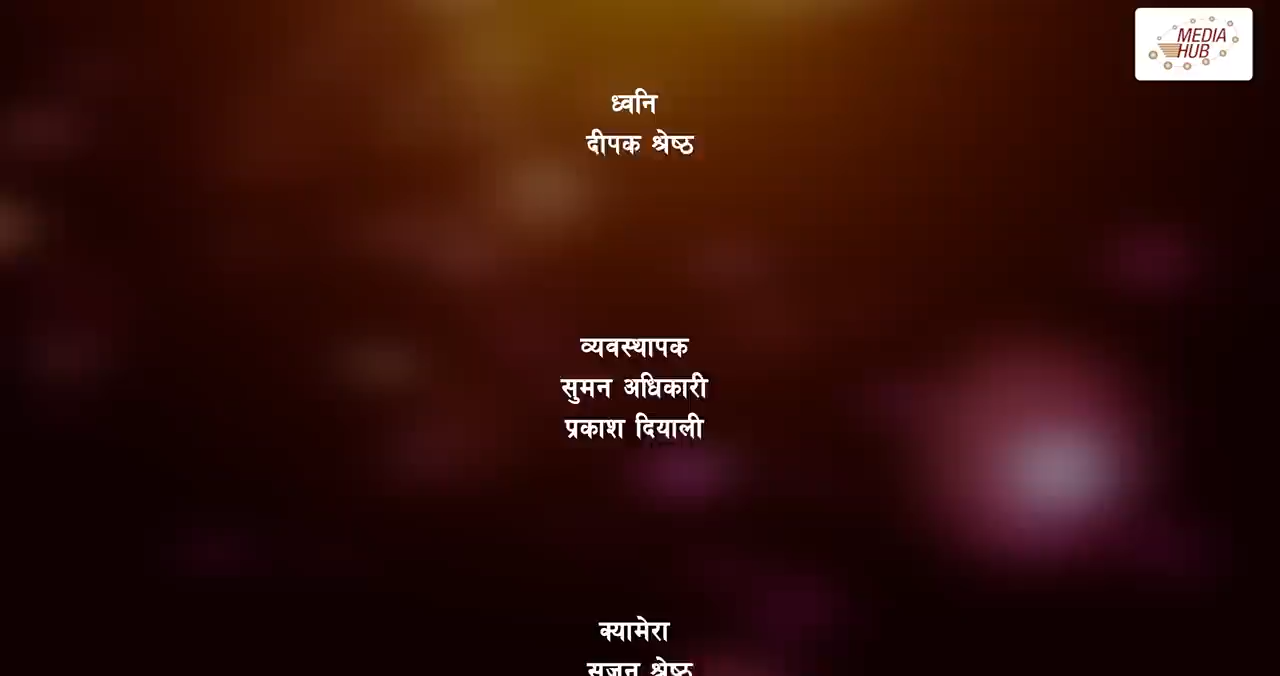 MEDIA
HUB
ध्वनि
दीपक श्रेष्ठ
व्यवस्थापक
सुमन अधिकारी
प्रकाश दियाली
क्यामेरा
श्रेष्ठ